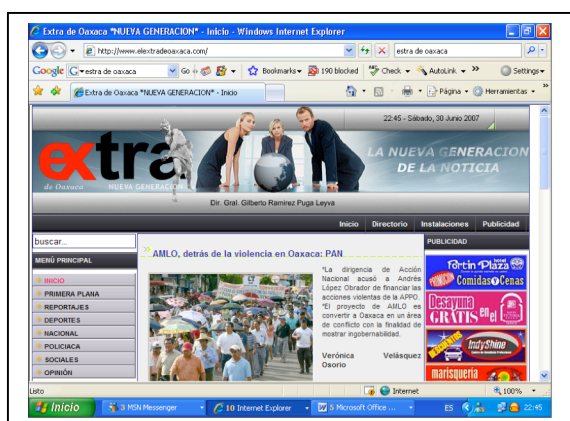 Extra de Oaxaca *NUEVA GENERACION* - Inicio - Windows Internet Explorer
http://www.elextradeoaxaca.com/
estra de oaxaca
Google
estra de oaxaca
Go
Bookmarks
190 blocked
Check
AutoLink
Settings
Extra de Oaxaca *NUEVA GENERACION* - Inicio
Página
Herramientas
22:45 - Sábado, 30 Junio 2007
extra
de Oaxaca
NUEVA GENERACION
LA NUEVA GENERACION
DE LA NOTICIA
Dir. Gral. Gilberto Ramirez Puga Leyva
Inicio Directorio Instalaciones Publicidad
buscar...
MENÚ PRINCIPAL
INICIO
PRIMERA PLANA
REPORTAJES
DEPORTES
NACIONAL
POLICIACA
SOCIALES
OPINIÓN
AMLO, detrás de la violencia en Oaxaca: PAN
*La dirigencia de Acción
Nacional acusó a Andrés
López Obrador de financiar las
acciones violentas de la APPO.
*El proyecto de AMLO es
convertir a Oaxaca en un área
de conflicto con la finalidad de
mostrar ingobernabilidad.
Verónica Velásquez
Osorio
PUBLICIDAD
Fortin Plaza
hotel
Comidas o Cenas
Desayuna
GRATIS en el
IndyShine
marisquería
Listo
Internet
100%
Inicio
3 MSN Messenger
10 Internet Explorer
5 Microsoft Office ...
ES
22:45